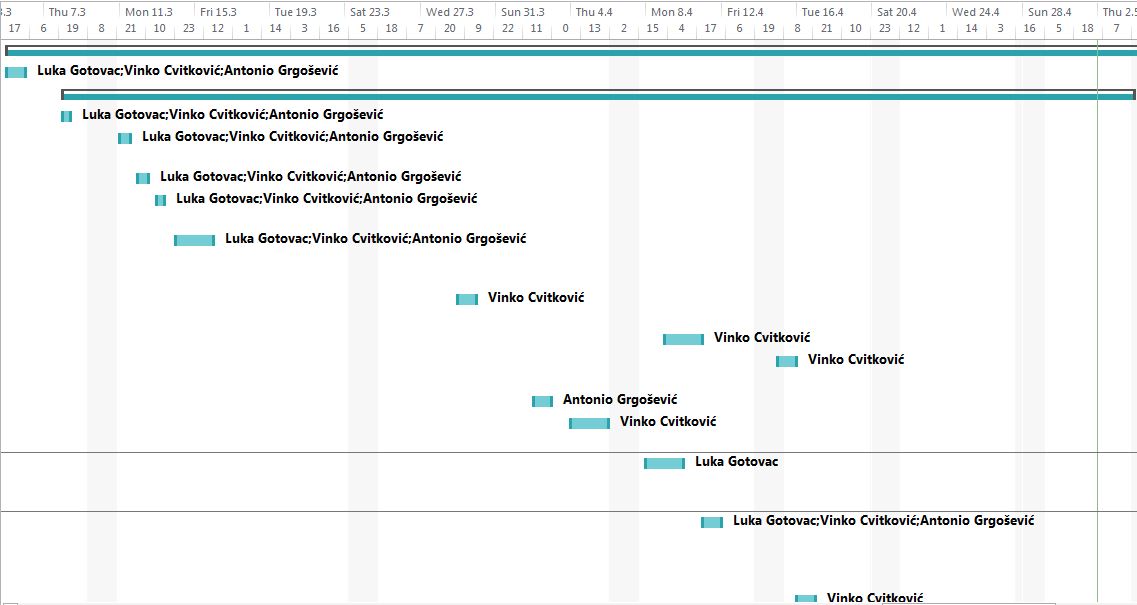 Thu 7.3 Mon 11.3 Fri 15.3 Tue 19.3 Sat 23.3 Wed 27.3 Sun 31.3 Thu 4.4 Mon 8.4 Fri 12.4 Tue 16.4 Sat 20.4 Wed 24.4 Sun 28.4 Thu 2.5
17 6 19 8 21 10 23 12 1 14 3 16 5 18 7 20 9 22 11 0 13 2 15 4 17 6 19 8 21 10 23 12 1 14 3 16 5 18 7
Luka Gotovac;Vinko Cvitković;Antonio Grgošević
Luka Gotovac;Vinko Cvitković;Antonio Grgošević
Luka Gotovac;Vinko Cvitković;Antonio Grgošević
Luka Gotovac;Vinko Cvitković;Antonio Grgošević
Luka Gotovac;Vinko Cvitković;Antonio Grgošević
Luka Gotovac;Vinko Cvitković;Antonio Grgošević
Vinko Cvitković
Vinko Cvitković
Vinko Cvitković
Antonio Grgošević
Vinko Cvitković
Luka Gotovac
Luka Gotovac;Vinko Cvitković;Antonio Grgošević
Vinko Cvitković